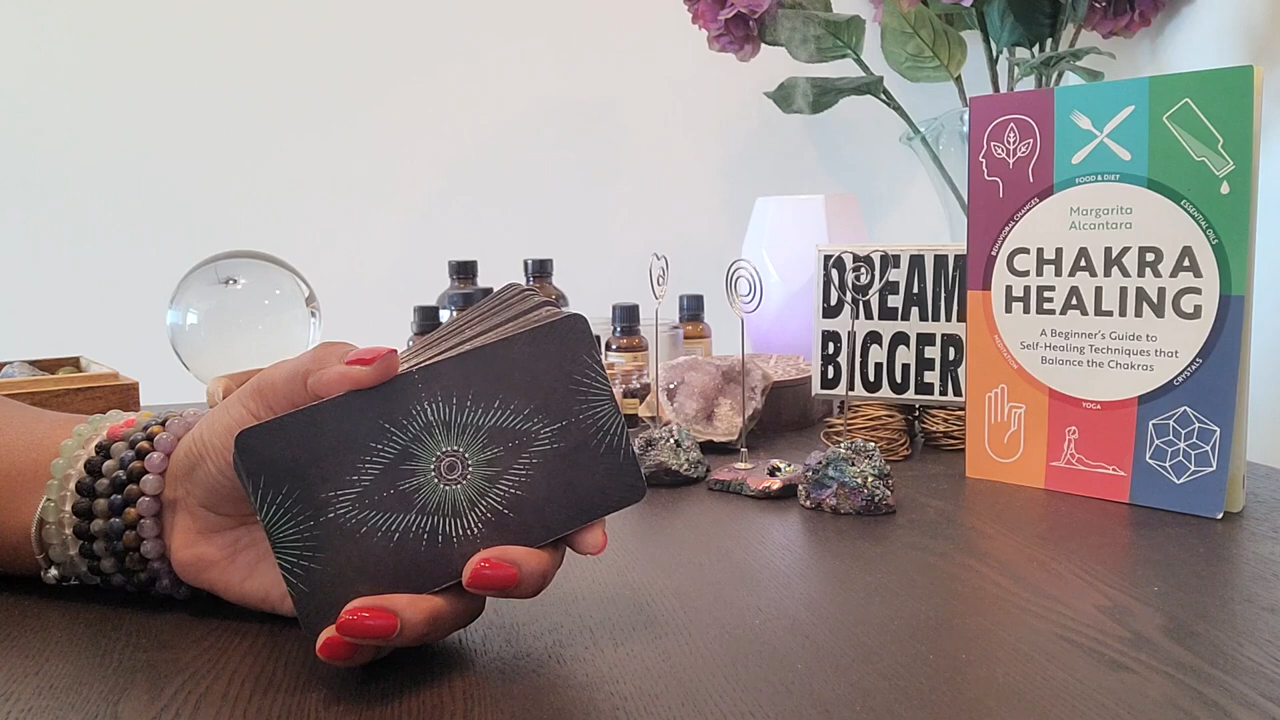 DREAM
BIGGER
FOOD & DIET
BEHAVIORAL CHANGES
ESSENTIAL OILS
Margarita
Alcantara
CHAKRA
HEALING
A Beginner's Guide to
Self-Healing Techniques that
Balance the Chakras
MEDITATION
CRYSTALS
YOGA